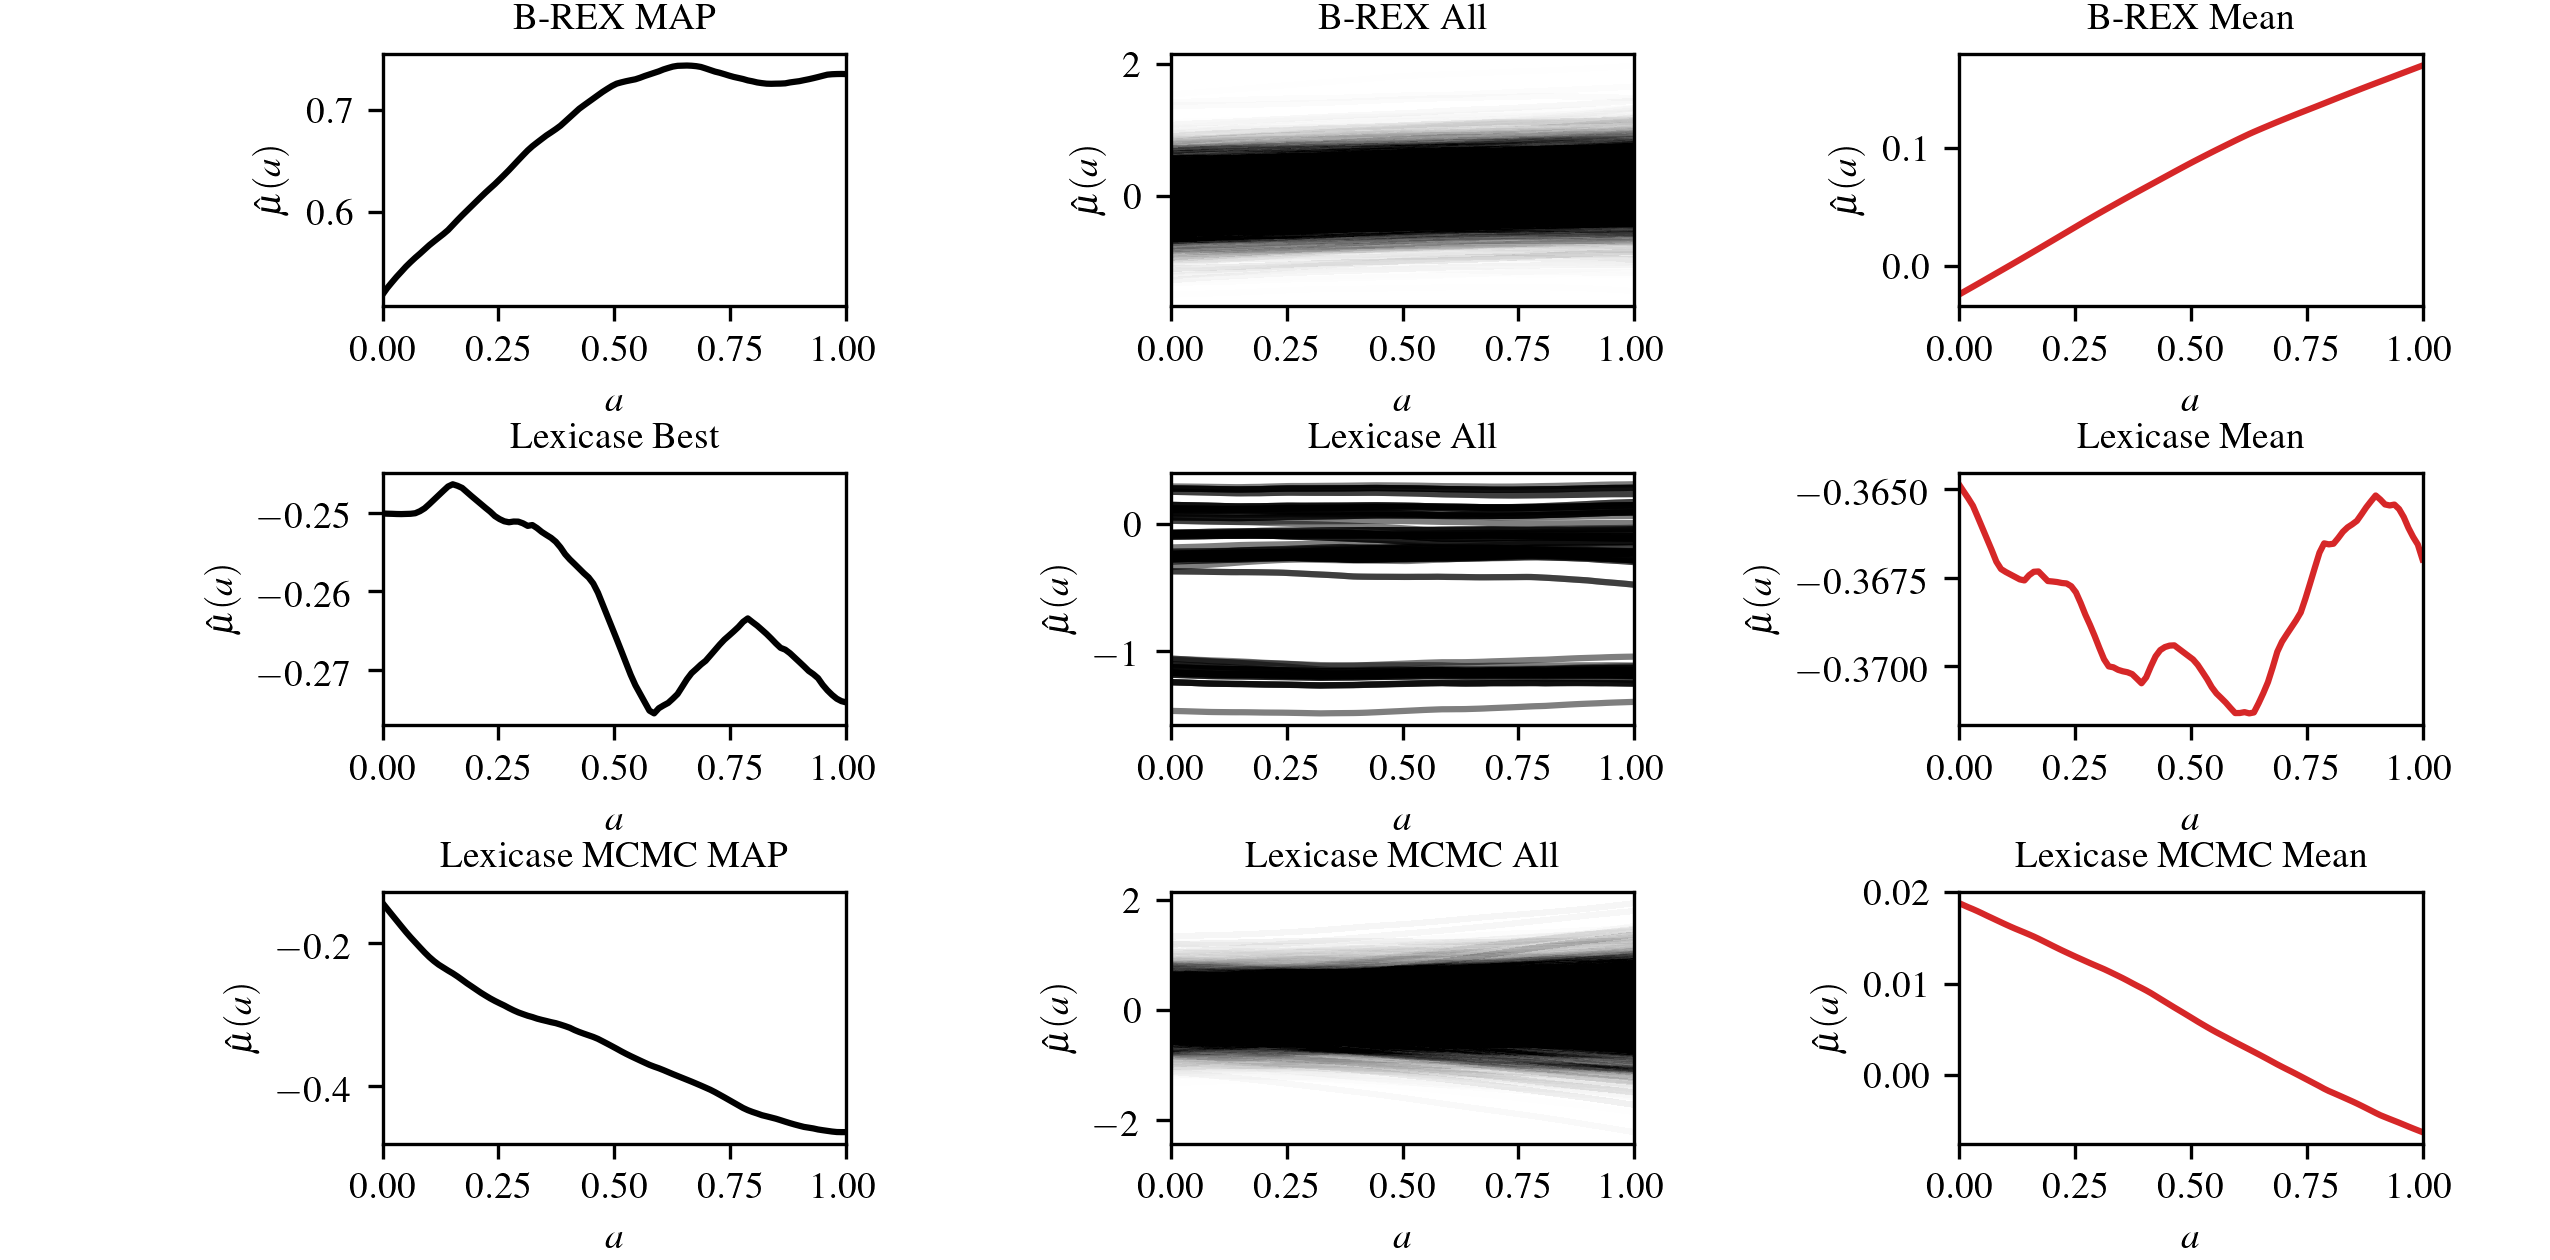 B-REX MAP B-REX All B-REX Mean
0.7
0.6
μ̂(a)
0.00 0.25 0.50 0.75 1.00
a
2
0
μ̂(a)
0.00 0.25 0.50 0.75 1.00
a
0.1
0.0
μ̂(a)
0.00 0.25 0.50 0.75 1.00
a
Lexicase Best Lexicase All Lexicase Mean
−0.25
−0.26
−0.27
μ̂(a)
0.00 0.25 0.50 0.75 1.00
a
0
−1
μ̂(a)
0.00 0.25 0.50 0.75 1.00
a
−0.3650
−0.3675
−0.3700
μ̂(a)
0.00 0.25 0.50 0.75 1.00
a
Lexicase MCMC MAP Lexicase MCMC All Lexicase MCMC Mean
−0.2
−0.4
μ̂(a)
0.00 0.25 0.50 0.75 1.00
a
2
0
−2
μ̂(a)
0.00 0.25 0.50 0.75 1.00
a
0.02
0.01
0.00
μ̂(a)
0.00 0.25 0.50 0.75 1.00
a